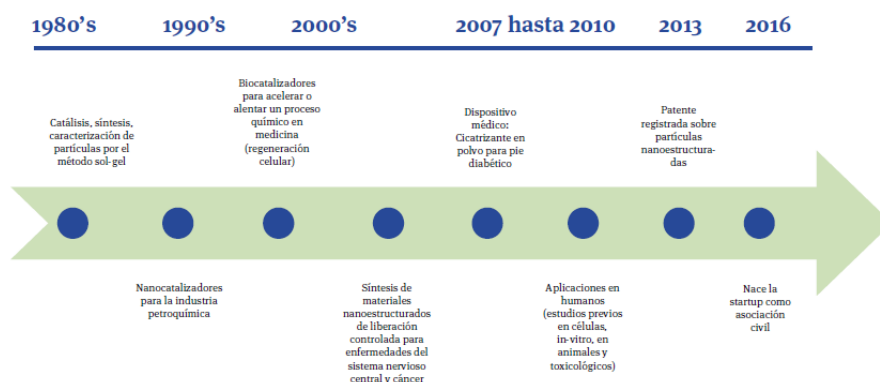 1980's 1990's 2000's 2007 hasta 2010 2013 2016
Catálisis, síntesis,
caracterización de
partículas por el
método sol-gel
Biocatalizadores
para acelerar o
alentar un proceso
químico en
medicina
(regeneración
celular)
Dispositivo
médico:
Cicatrizante en
polvo para pie
diabético
Patente
registrada sobre
partículas
nanoestructura-
das
Nanocatalizadores
para la industria
petroquímica
Síntesis de
materiales
nanoestructurados
de liberación
controlada para
enfermedades del
sistema nervioso
central y cáncer
Aplicaciones en
humanos
(estudios previos
en células,
in-vitro, en
animales y
toxicológicos)
Nace la
startup como
asociación
civil